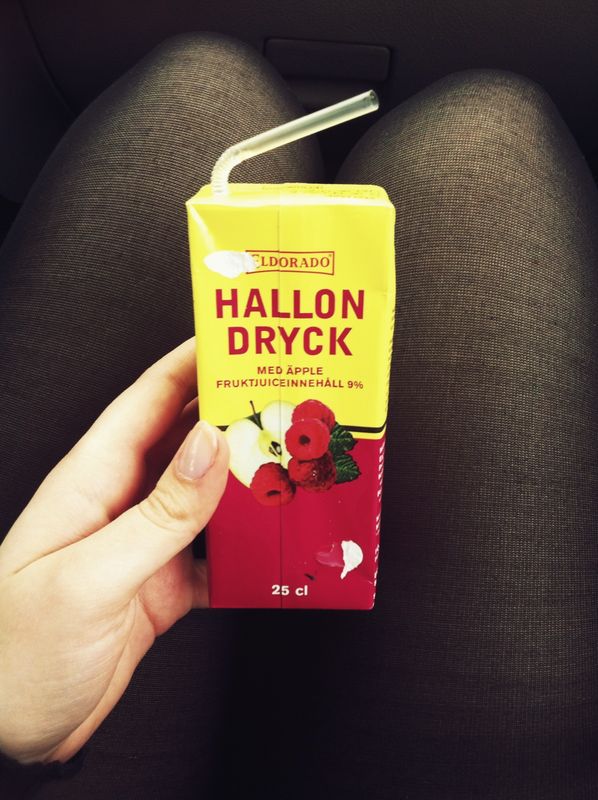 ELDORADO
HALLON
DRYCK
MED ÄPPLE
FRUKTJUICEINNEHÅLL 9%
25 cl